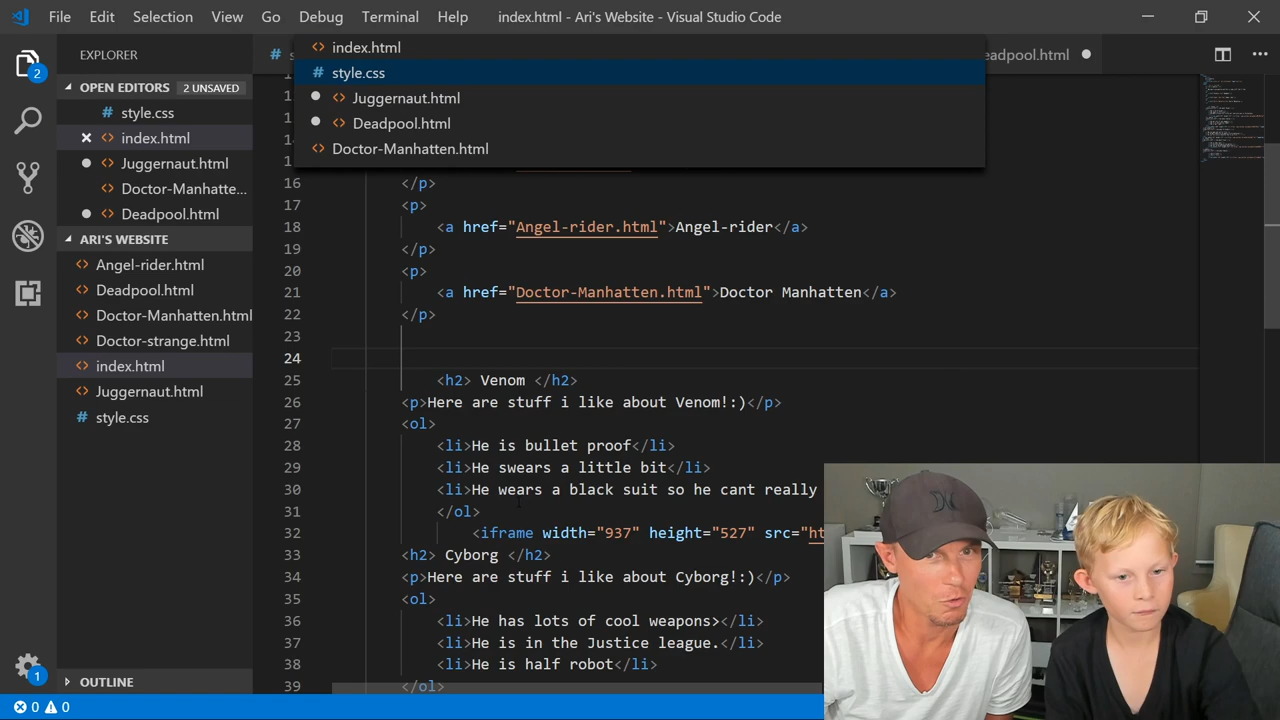 File Edit Selection View Go Debug Terminal Help index.html - Ari's Website - Visual Studio Code
EXPLORER
index.html
style.css
Juggernaut.html
Deadpool.html
Doctor-Manhatten.html
eadpool.html
2
OPEN EDITORS 2 UNSAVED
style.css
index.html
Juggernaut.html
Doctor-Manhatte...
Deadpool.html
ARI'S WEBSITE
Angel-rider.html
Deadpool.html
Doctor-Manhatten.html
Doctor-strange.html
index.html
Juggernaut.html
style.css
OUTLINE
1
0 0
16 </p>
17 <p>
18 <a href="Angel-rider.html">Angel-rider</a>
19 </p>
20 <p>
21 <a href="Doctor-Manhatten.html">Doctor Manhatten</a>
22 </p>
23
24
25 <h2> Venom </h2>
26 <p>Here are stuff i like about Venom!:)</p>
27 <ol>
28 <li>He is bullet proof</li>
29 <li>He swears a little bit</li>
30 <li>He wears a black suit so he cant really
31 </ol>
32 <iframe width="937" height="527" src="ht
33 <h2> Cyborg </h2>
34 <p>Here are stuff i like about Cyborg!:)</p>
35 <ol>
36 <li>He has lots of cool weapons></li>
37 <li>He is in the Justice league.</li>
38 <li>He is half robot</li>
39 </ol>